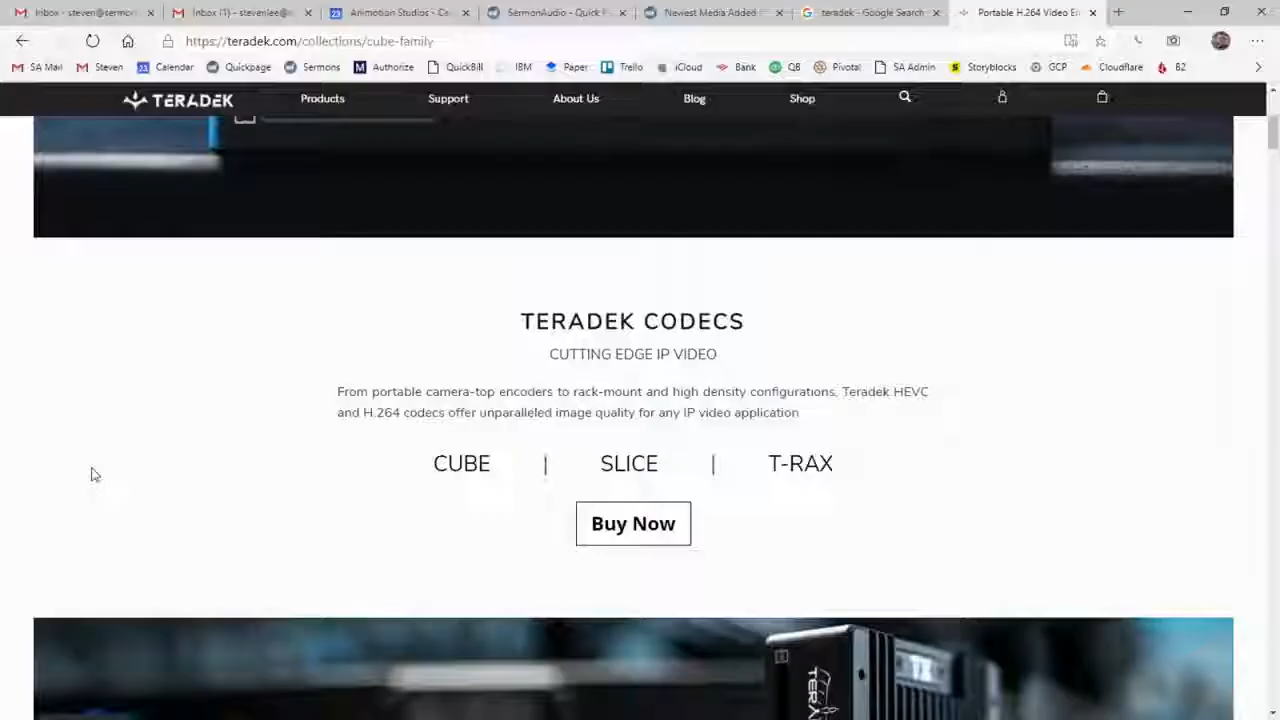 Inbox - steven@sermor
Inbox (1) - stevenlee@s
Animotion Studios - Ca
SermonAudio - Quick F
Newest Media Added
teradek - Google Search
Portable H.264 Video Er
https://teradek.com/collections/cube-family
SA Mail
Steven
Calendar
Quickpage
Sermons
Authorize
QuickBill
IBM
Paper
Trello
iCloud
Bank
QB
Pivotal
SA Admin
Storyblocks
GCP
Cloudflare
B2
TERADEK
Products
Support
About Us
Blog
Shop
TERADEK CODECS
CUTTING EDGE IP VIDEO
From portable camera-top encoders to rack-mount and high density configurations, Teradek HEVC
and H.264 codecs offer unparalleled image quality for any IP video application
CUBE | SLICE | T-RAX
Buy Now